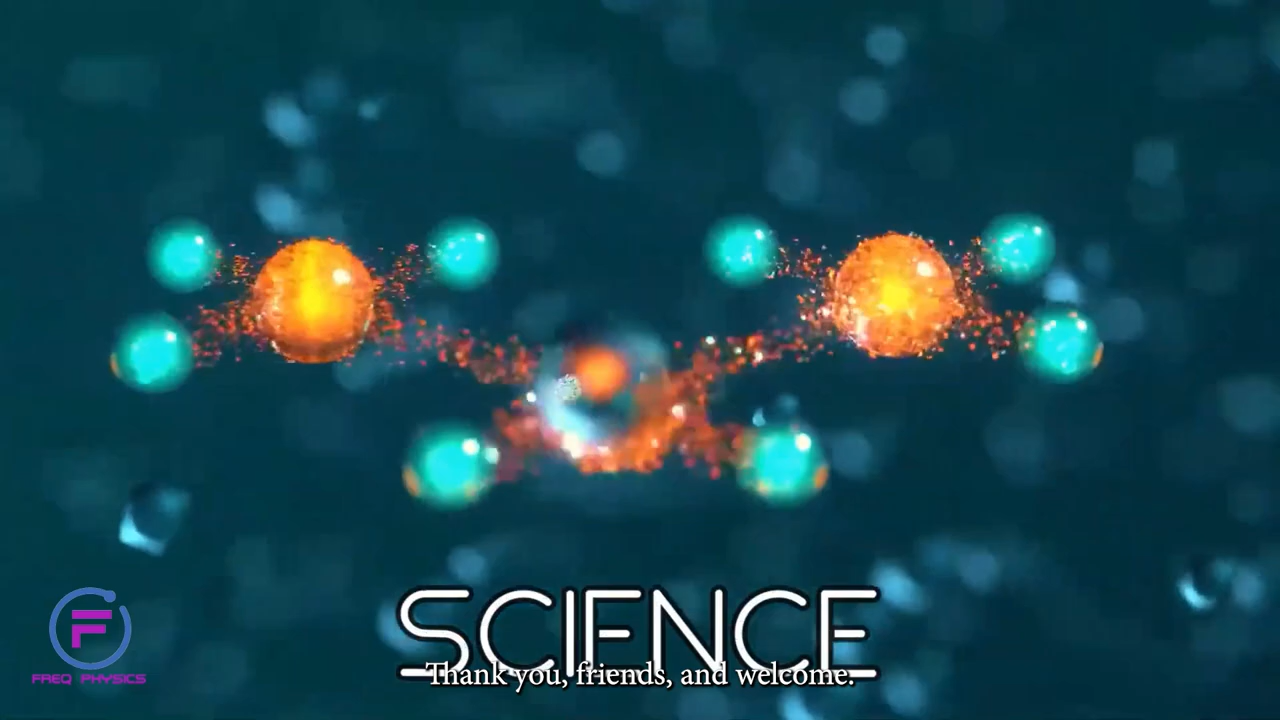 SCIENCE
Thank you, friends, and welcome.
F
FREQ PHYSICS